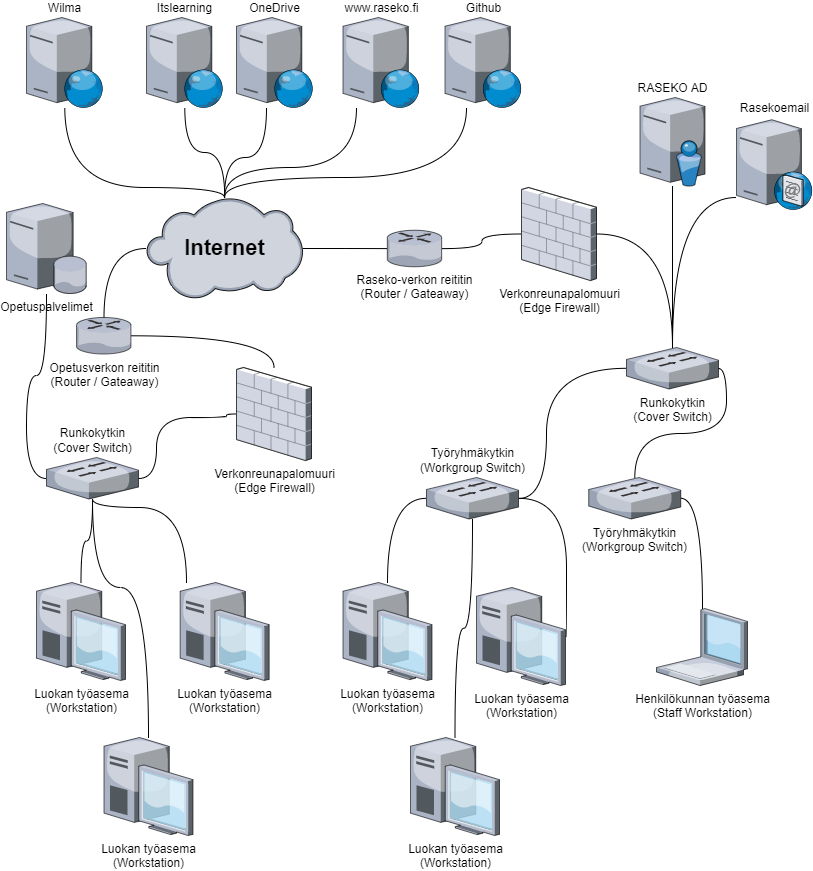 Wilma
Itslearning
OneDrive
www.raseko.fi
Github
RASEKO AD
Rasekoemail
Internet
Opetuspalvelimet
Raseko-verkon reititin
(Router / Gateaway)
Verkonreunapalomuuri
(Edge Firewall)
Opetusverkon reititin
(Router / Gateaway)
Runkokytkin
(Cover Switch)
Runkokytkin
(Cover Switch)
Verkonreunapalomuuri
(Edge Firewall)
Työryhmäkytkin
(Workgroup Switch)
Työryhmäkytkin
(Workgroup Switch)
Luokan työasema
(Workstation)
Luokan työasema
(Workstation)
Luokan työasema
(Workstation)
Luokan työasema
(Workstation)
Henkilökunnan työasema
(Staff Workstation)
Luokan työasema
(Workstation)
Luokan työasema
(Workstation)